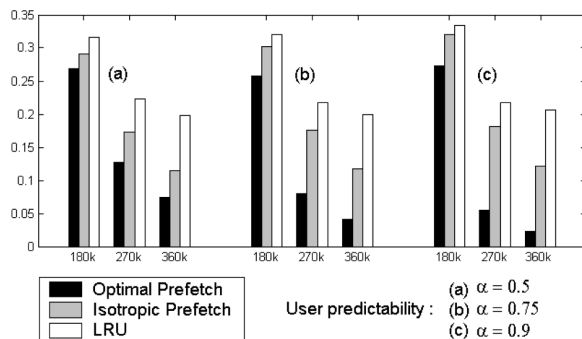 0.35
0.3
0.25
0.2
0.15
0.1
0.05
0
(a)
(b)
(c)
180k 270k 360k 180k 270k 360k 180k 270k 360k
Optimal Prefetch
Isotropic Prefetch
LRU
User predictability :
(a) α = 0.5
(b) α = 0.75
(c) α = 0.9